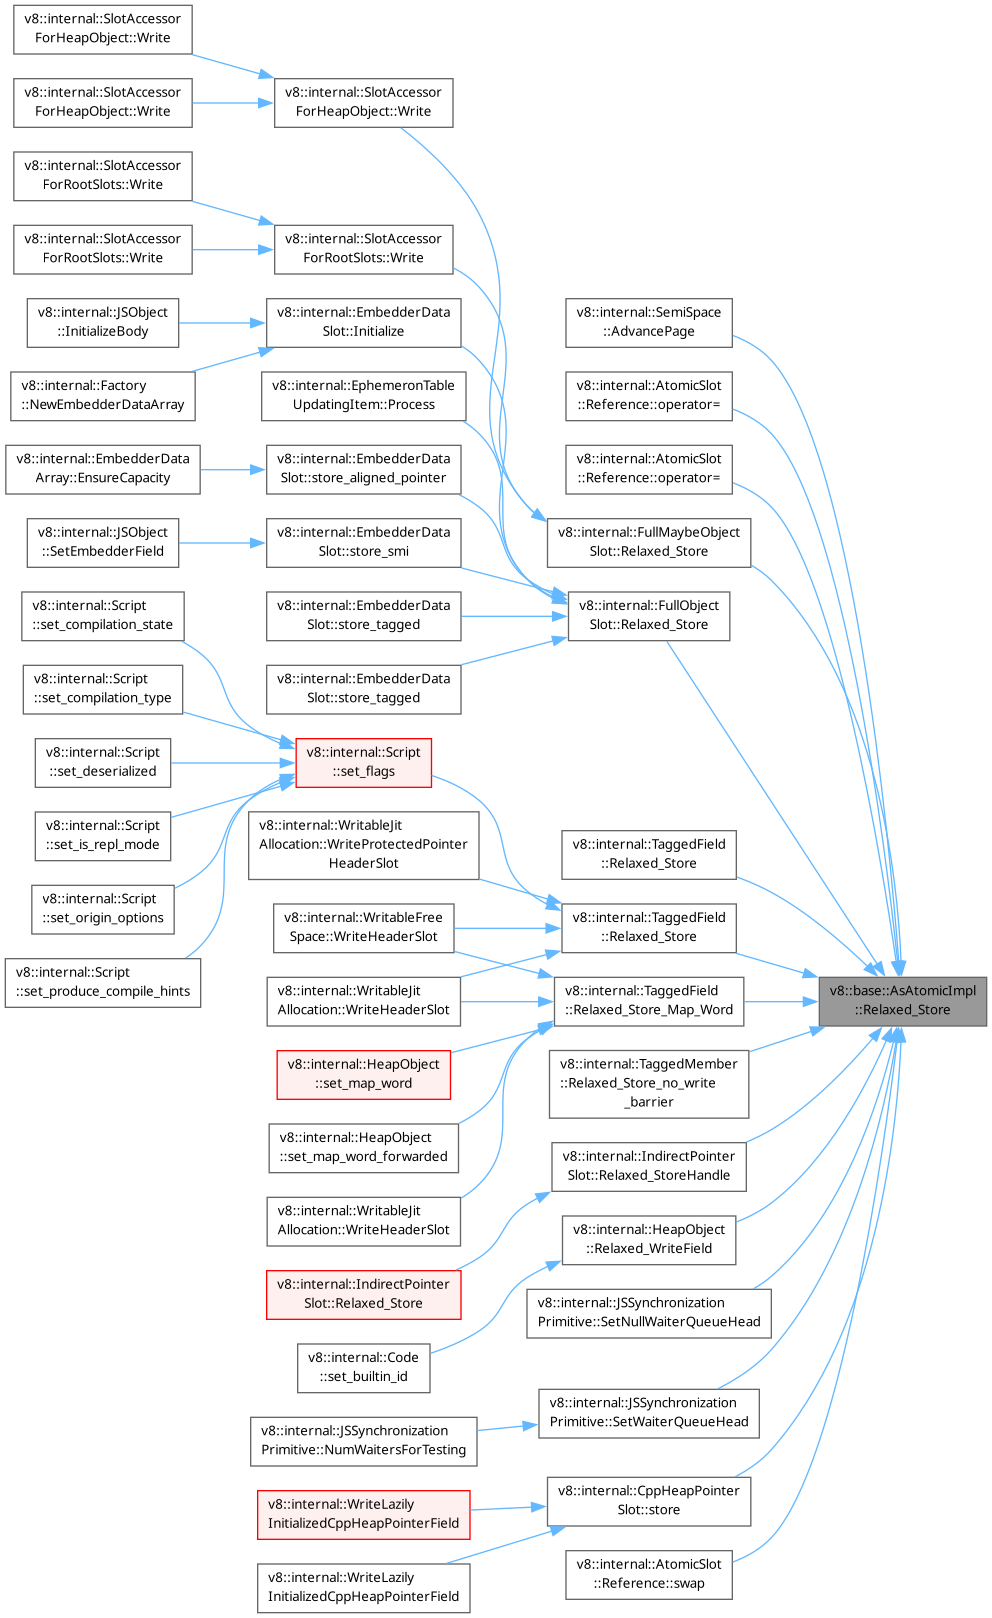 v8::internal::SlotAccessor
ForHeapObject::Write
v8::internal::SlotAccessor
ForHeapObject::Write
v8::internal::SlotAccessor
ForRootSlots::Write
v8::internal::SlotAccessor
ForRootSlots::Write
v8::internal::JSObject
::InitializeBody
v8::internal::Factory
::NewEmbedderDataArray
v8::internal::EmbedderData
Array::EnsureCapacity
v8::internal::JSObject
::SetEmbedderField
v8::internal::Script
::set_compilation_state
v8::internal::Script
::set_compilation_type
v8::internal::Script
::set_deserialized
v8::internal::Script
::set_is_repl_mode
v8::internal::Script
::set_origin_options
v8::internal::Script
::set_produce_compile_hints
v8::internal::SlotAccessor
ForHeapObject::Write
v8::internal::SlotAccessor
ForRootSlots::Write
v8::internal::EmbedderData
Slot::Initialize
v8::internal::EphemeronTable
UpdatingItem::Process
v8::internal::EmbedderData
Slot::store_aligned_pointer
v8::internal::EmbedderData
Slot::store_smi
v8::internal::EmbedderData
Slot::store_tagged
v8::internal::EmbedderData
Slot::store_tagged
v8::internal::Script
::set_flags
v8::internal::WritableJit
Allocation::WriteProtectedPointer
HeaderSlot
v8::internal::WritableFree
Space::WriteHeaderSlot
v8::internal::WritableJit
Allocation::WriteHeaderSlot
v8::internal::HeapObject
::set_map_word
v8::internal::HeapObject
::set_map_word_forwarded
v8::internal::WritableJit
Allocation::WriteHeaderSlot
v8::internal::IndirectPointer
Slot::Relaxed_Store
v8::internal::Code
::set_builtin_id
v8::internal::JSSynchronization
Primitive::NumWaitersForTesting
v8::internal::WriteLazily
InitializedCppHeapPointerField
v8::internal::WriteLazily
InitializedCppHeapPointerField
v8::internal::SemiSpace
::AdvancePage
v8::internal::AtomicSlot
::Reference::operator=
v8::internal::AtomicSlot
::Reference::operator=
v8::internal::FullMaybeObject
Slot::Relaxed_Store
v8::internal::FullObject
Slot::Relaxed_Store
v8::internal::TaggedField
::Relaxed_Store
v8::internal::TaggedField
::Relaxed_Store
v8::internal::TaggedField
::Relaxed_Store_Map_Word
v8::internal::TaggedMember
::Relaxed_Store_no_write
_barrier
v8::internal::IndirectPointer
Slot::Relaxed_StoreHandle
v8::internal::HeapObject
::Relaxed_WriteField
v8::internal::JSSynchronization
Primitive::SetNullWaiterQueueHead
v8::internal::JSSynchronization
Primitive::SetWaiterQueueHead
v8::internal::CppHeapPointer
Slot::store
v8::internal::AtomicSlot
::Reference::swap
v8::base::AsAtomicImpl
::Relaxed_Store